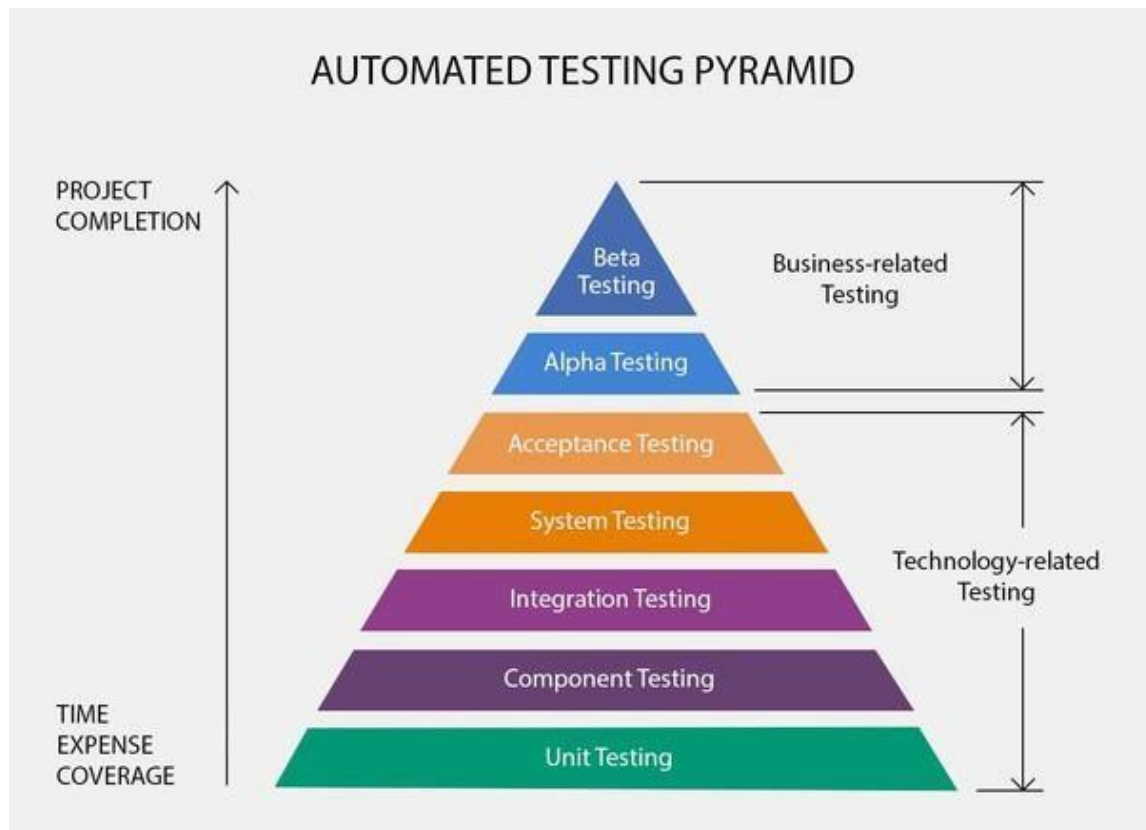 AUTOMATED TESTING PYRAMID
PROJECT
COMPLETION
Beta
Testing
Business-related
Testing
Alpha Testing
Acceptance Testing
System Testing
Technology-related
Testing
Integration Testing
Component Testing
TIME
EXPENSE
COVERAGE
Unit Testing